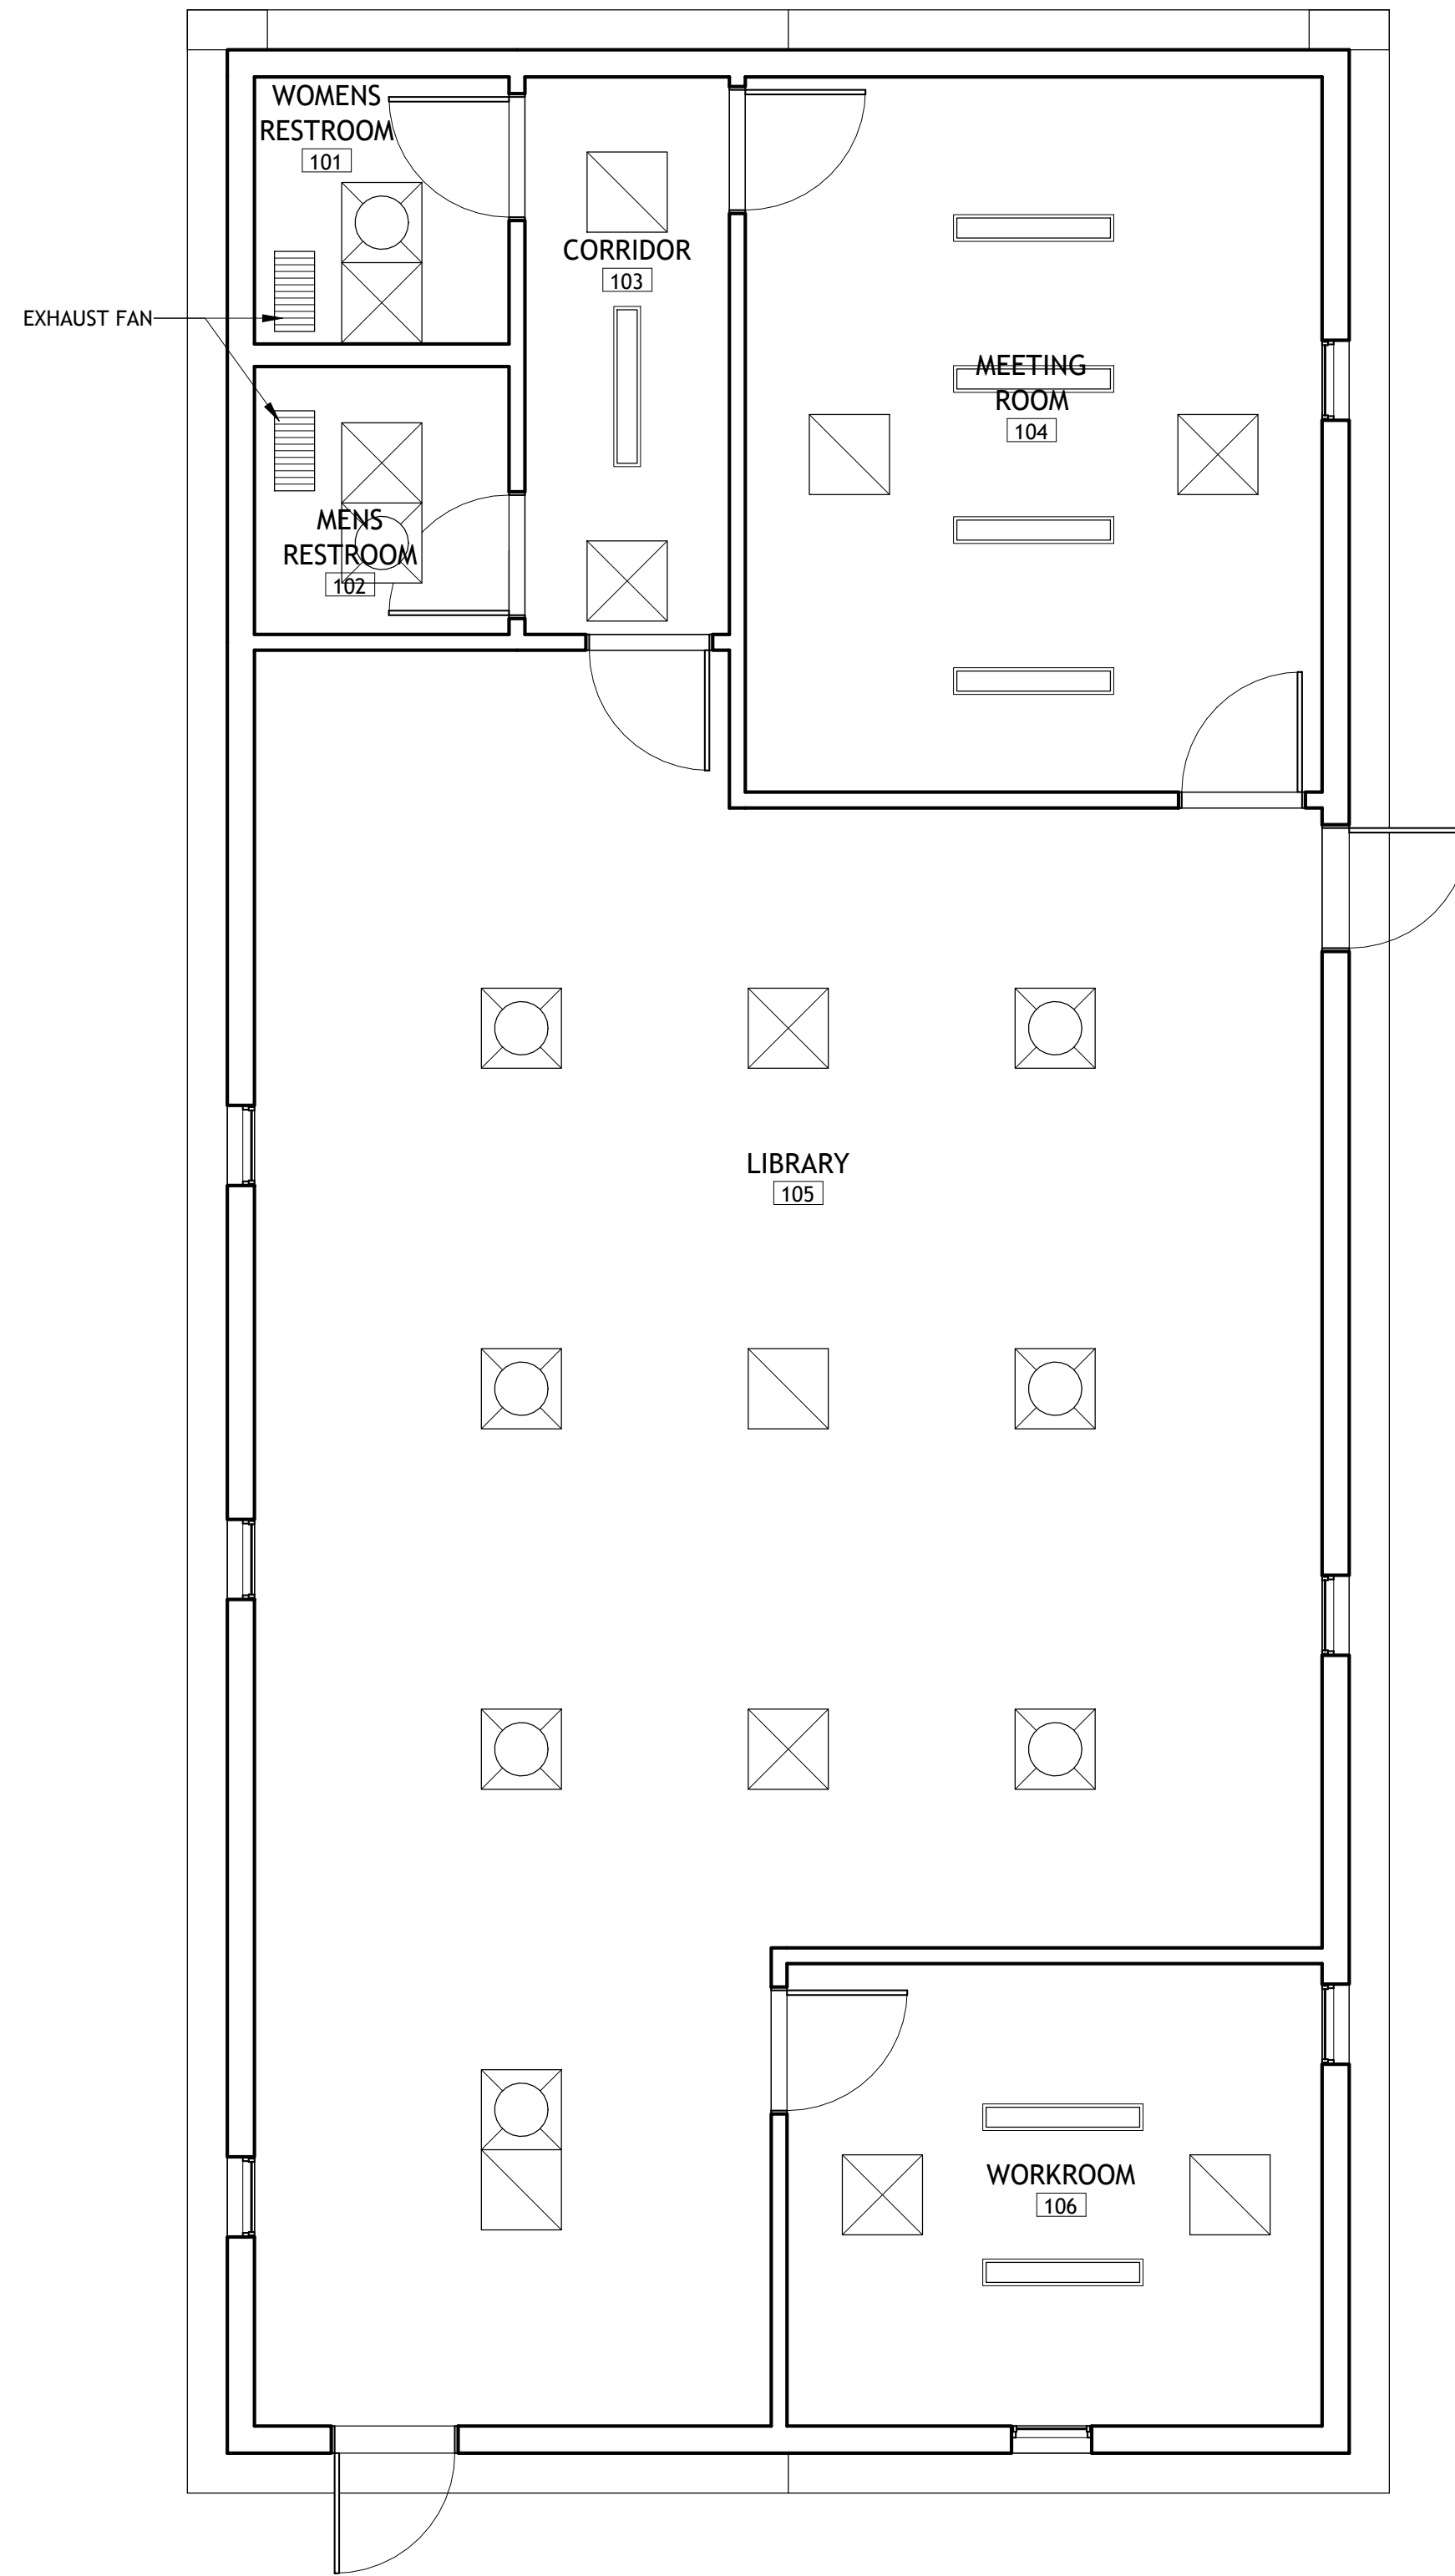 WOMENS
RESTROOM
101
CORRIDOR
103
EXHAUST FAN
MEETING
ROOM
104
MENS
RESTROOM
102
LIBRARY
105
WORKROOM
106